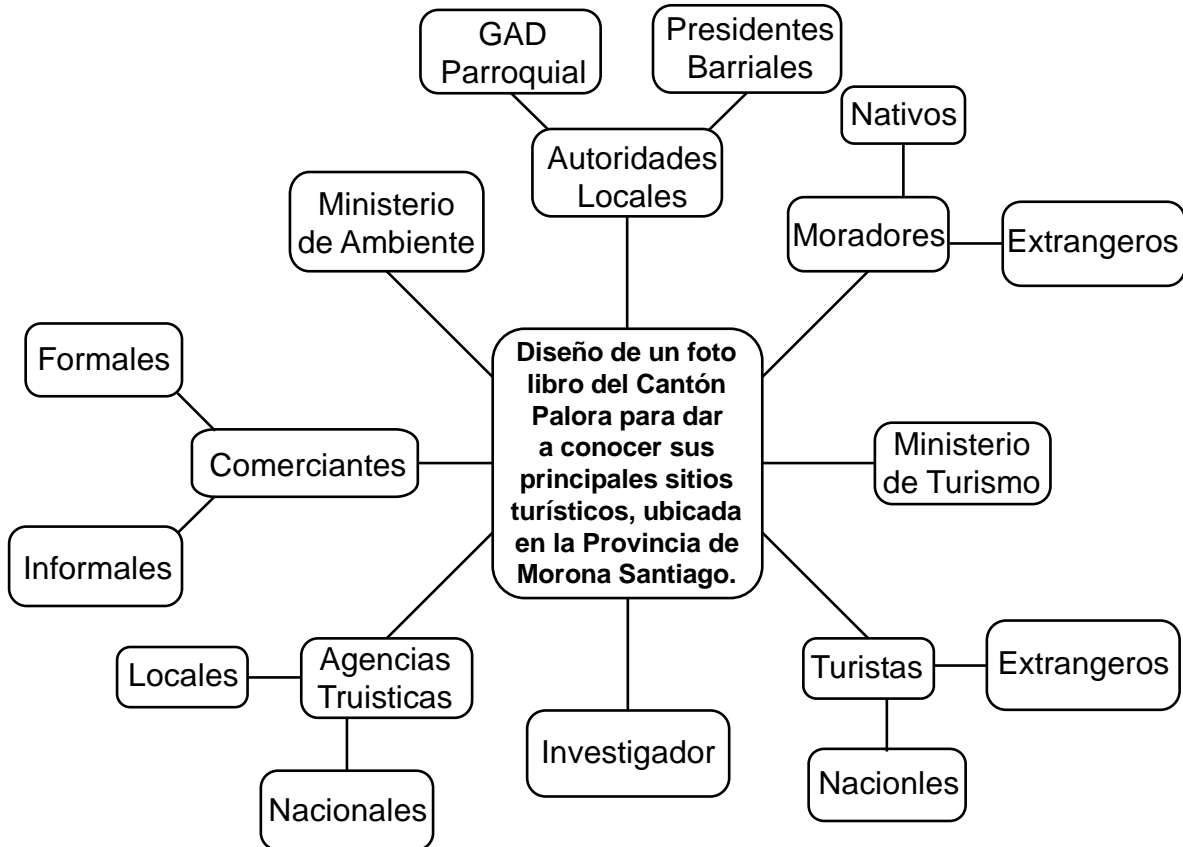 GAD
Parroquial
Presidentes
Barriales
Nativos
Autoridades
Locales
Ministerio
de Ambiente
Moradores
Extrangeros
Formales
Diseño de un foto
libro del Cantón
Palora para dar
a conocer sus
principales sitios
turísticos, ubicada
en la Provincia de
Morona Santiago.
Comerciantes
Ministerio
de Turismo
Informales
Locales
Agencias
Truisticas
Turistas
Extrangeros
Investigador
Nacionales
Nacionles